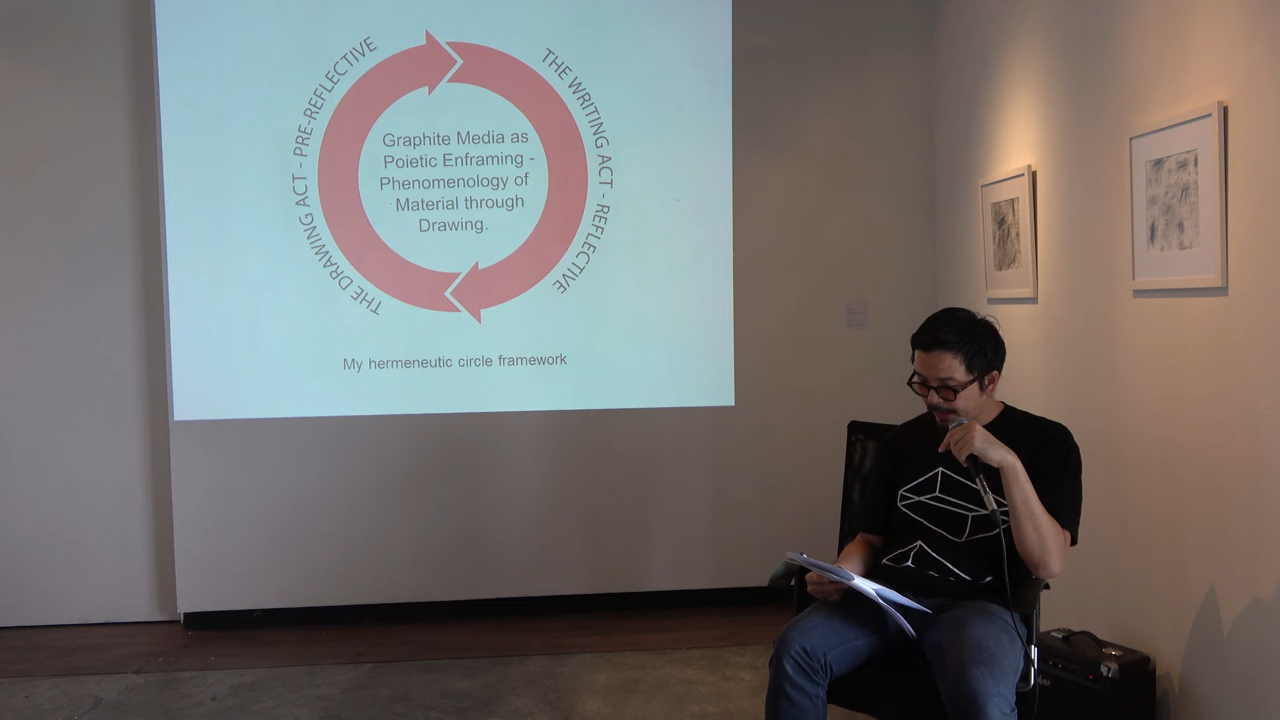 THE DRAWING ACT - PRE-REFLECTIVE
THE WRITING ACT - REFLECTIVE
Graphite Media as
Poietic Enframing -
Phenomenology of
Material through
Drawing.
My hermeneutic circle framework